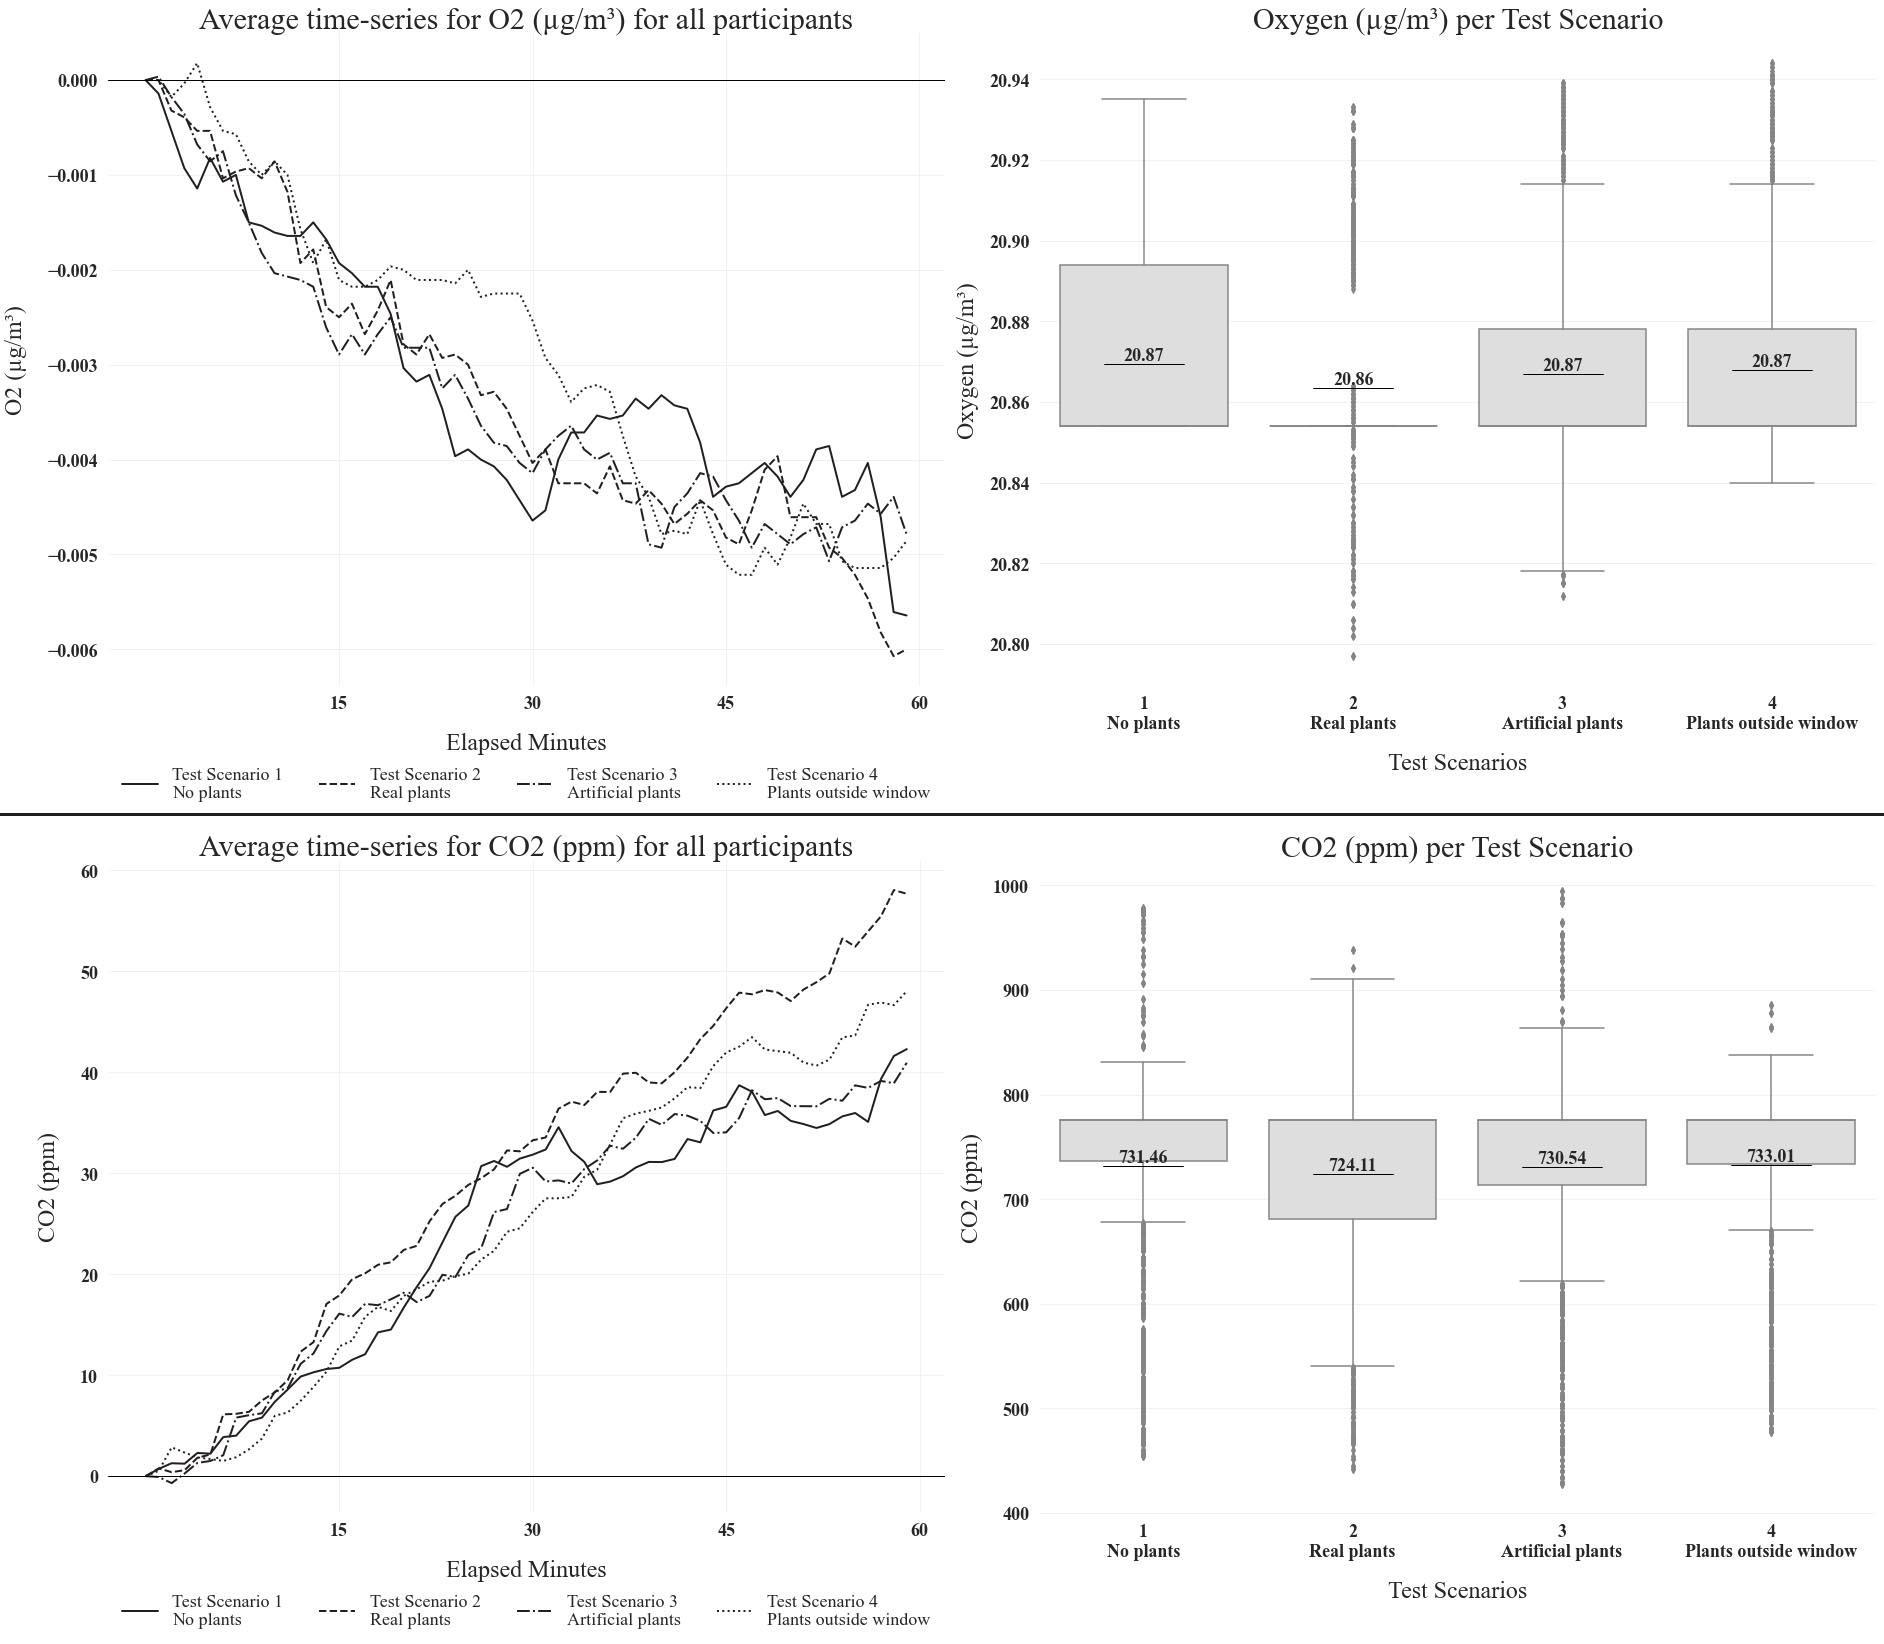 Average time-series for O2 (µg/m³) for all participants
0.000
−0.001
−0.002
−0.003
−0.004
−0.005
−0.006
O2 (µg/m³)
15 30 45 60
Elapsed Minutes
Test Scenario 1 Test Scenario 2 Test Scenario 3 Test Scenario 4
No plants Real plants Artificial plants Plants outside window
Oxygen (µg/m³) per Test Scenario
20.94
20.92
20.90
20.88
20.86
20.84
20.82
20.80
Oxygen (µg/m³)
20.87 20.86 20.87 20.87
1 2 3 4
No plants Real plants Artificial plants Plants outside window
Test Scenarios
Average time-series for CO2 (ppm) for all participants
60
50
40
30
20
10
0
CO2 (ppm)
15 30 45 60
Elapsed Minutes
Test Scenario 1 Test Scenario 2 Test Scenario 3 Test Scenario 4
No plants Real plants Artificial plants Plants outside window
CO2 (ppm) per Test Scenario
1000
900
800
700
600
500
400
CO2 (ppm)
731.46 724.11 730.54 733.01
1 2 3 4
No plants Real plants Artificial plants Plants outside window
Test Scenarios